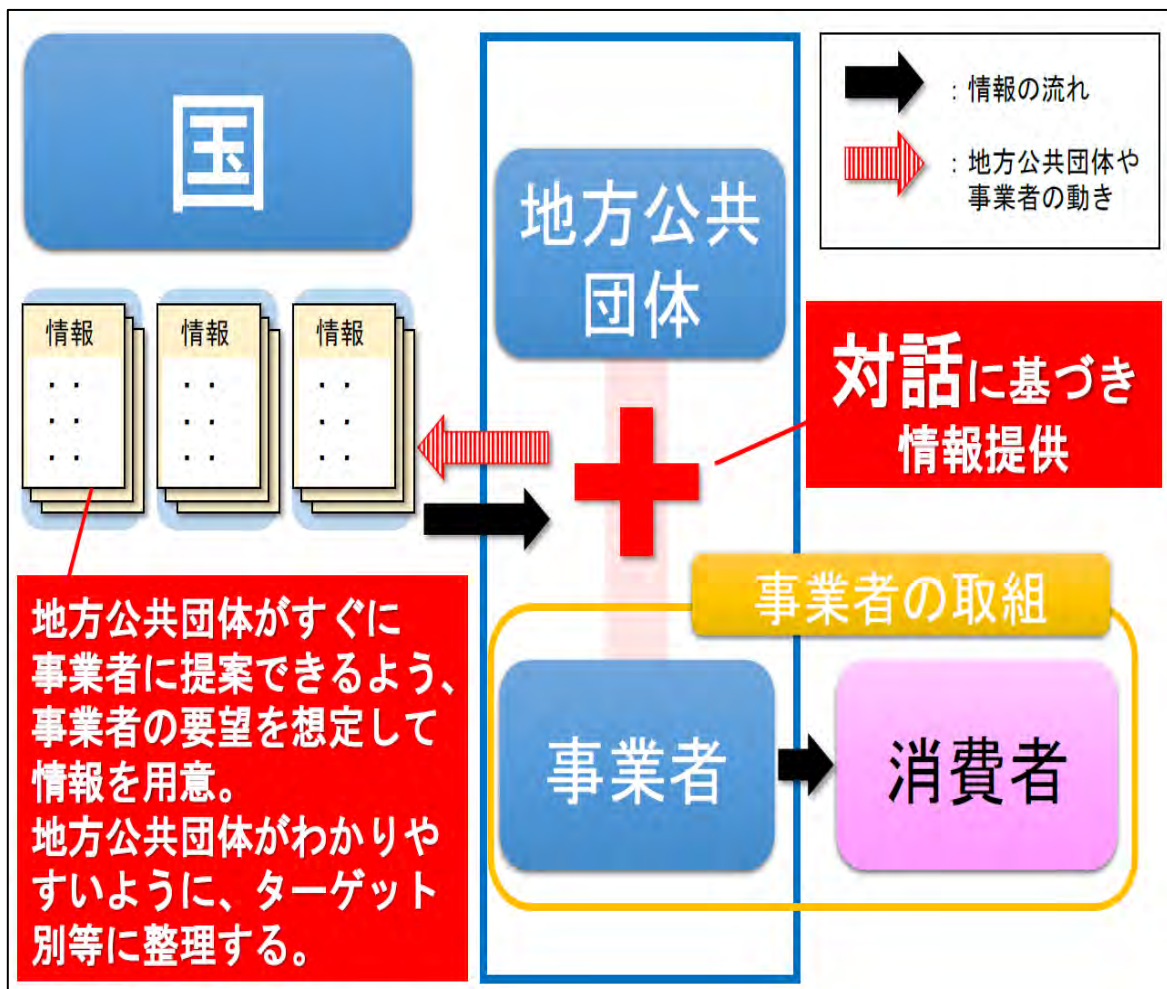 国
地方公共
団体
：情報の流れ
：地方公共団体や
事業者の動き
情報
・・
・・
・・
情報
・・
・・
・・
情報
・・
・・
・・
対話に基づき
情報提供
地方公共団体がすぐに
事業者に提案できるよう、
事業者の要望を想定して
情報を用意。
地方公共団体がわかりや
すいように、ターゲット
別等に整理する。
事業者の取組
事業者
消費者